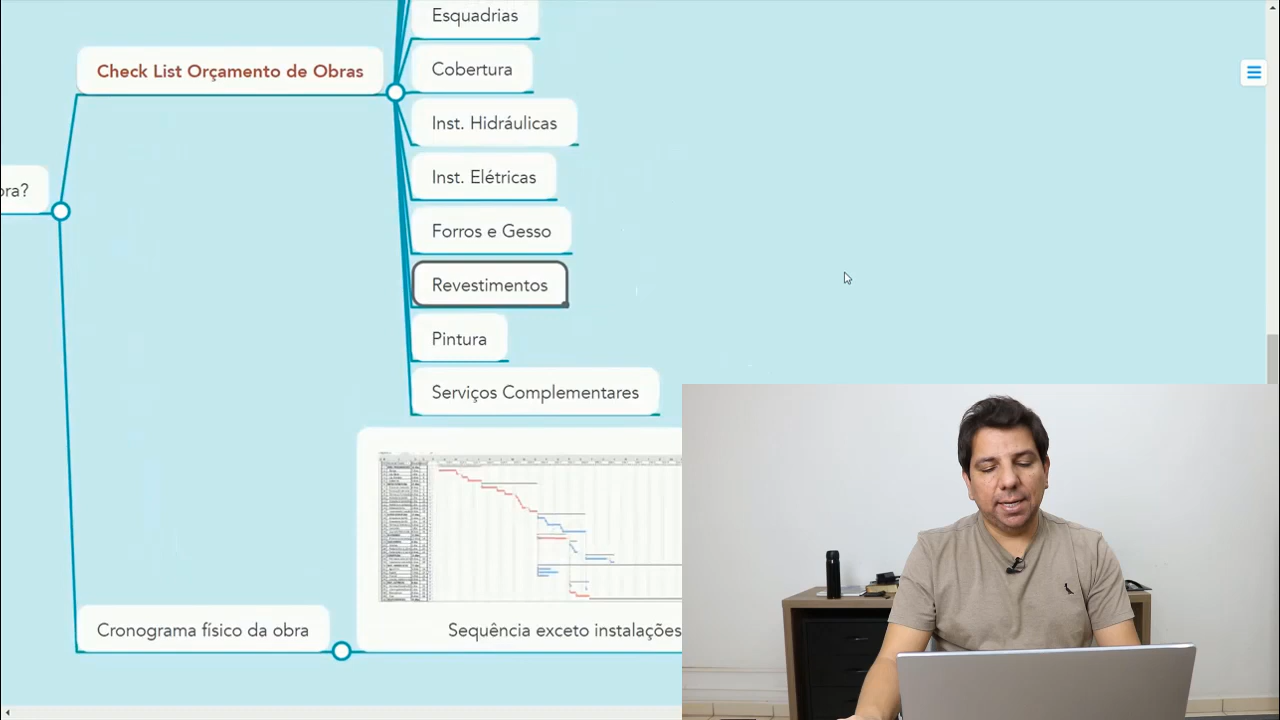 Esquadrias
Check List Orçamento de Obras
Cobertura
Inst. Hidráulicas
ora?
Inst. Elétricas
Forros e Gesso
Revestimentos
Pintura
Serviços Complementares
Cronograma físico da obra
Sequência exceto instalações